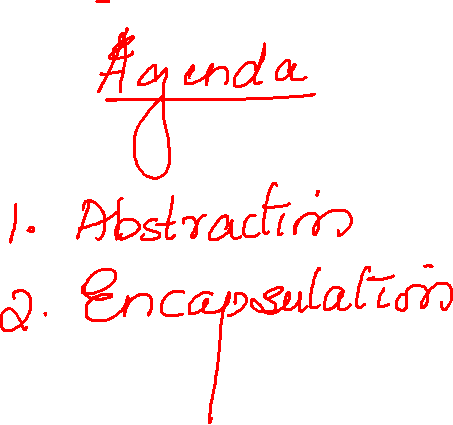 Agenda
1. Abstraction
2. Encapsulation